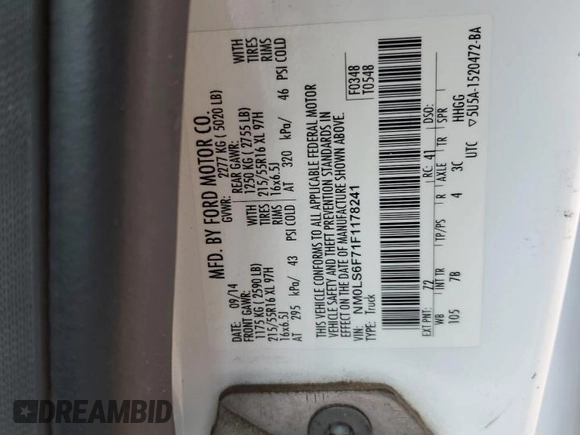 MFD. BY FORD MOTOR CO.
DATE: 09/14 GVWR: 2277 KG ( 5020 LB)
FRONT GAWR: REAR GAWR: WITH
1175 KG ( 2590 LB) 1250 KG ( 2755 LB) TIRES
215/55R16 XL 97H WITH TIRES 215/55R16 XL 97H RIMS
16x6.5J RIMS 16x6.5J
AT 295 kPa/ 43 PSI COLD AT 320 kPa/ 46 PSI COLD
THIS VEHICLE CONFORMS TO ALL APPLICABLE FEDERAL MOTOR
VEHICLE SAFETY AND THEFT PREVENTION STANDARDS IN
EFFECT ON THE DATE OF MANUFACTURE SHOWN ABOVE.
VIN: NM0LS6F71F1178241 F0348
TYPE: Truck T0548
EXT PNT: Z2 RC: 41 DSO:
WB INT TR TP/PS R AXLE TR SPR
105 7B 4 3C HHGG
UTC ▽5U5A-1520472-BA
DREAMBID